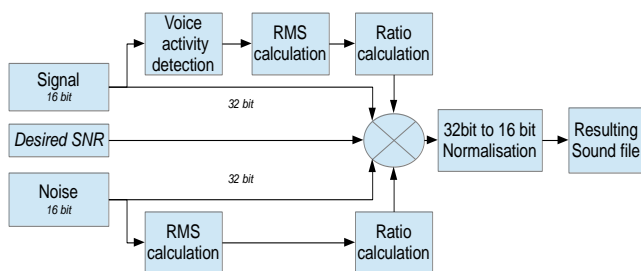 Voice
activity
detection
RMS
calculation
Ratio
calculation
Signal
16 bit
32 bit
Desired SNR
32bit to 16 bit
Normalisation
Resulting
Sound file
Noise
16 bit
32 bit
RMS
calculation
Ratio
calculation